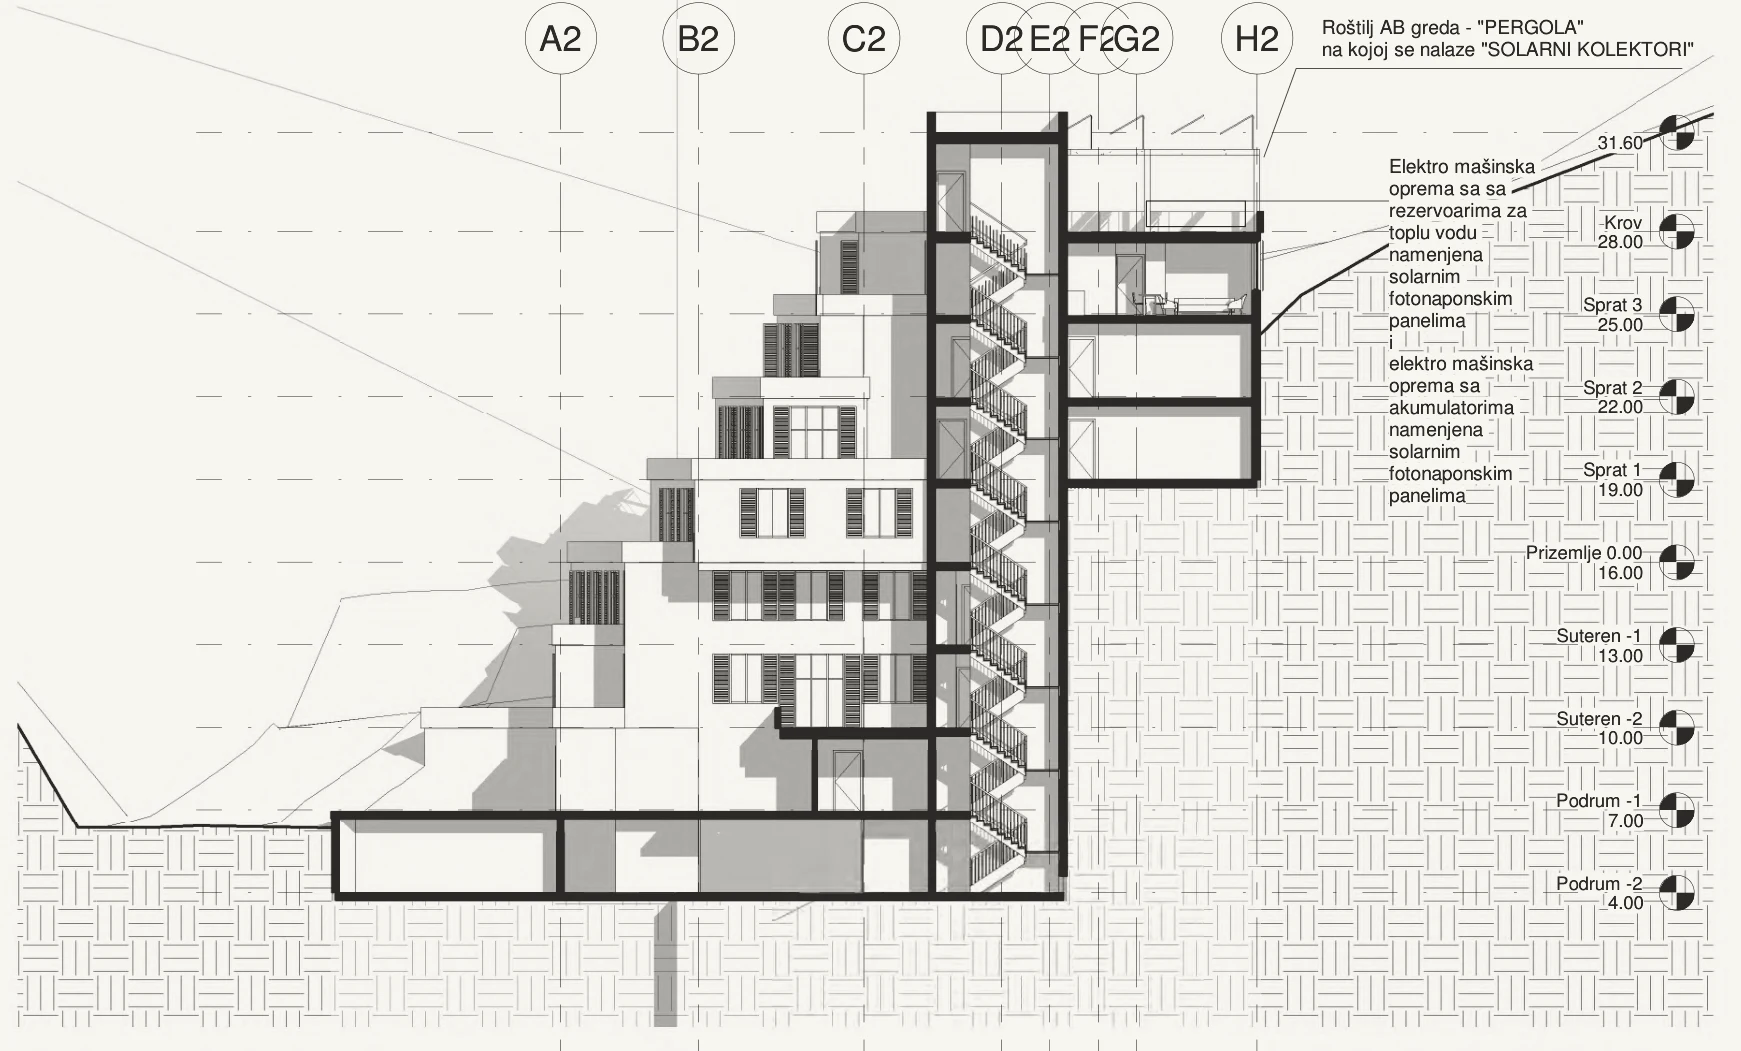 A2 B2 C2 D2 E2 F2 G2 H2
Roštilj AB greda - "PERGOLA"
na kojoj se nalaze "SOLARNI KOLEKTORI"
Elektro mašinska
oprema sa sa
rezervoarima za
toplu vodu
namenjena
solarnim
fotonaponskim
panelima
i
elektro mašinska
oprema sa
akumulatorima
namenjena
solarnim
fotonaponskim
panelima
31.60
Krov
28.00
Sprat 3
25.00
Sprat 2
22.00
Sprat 1
19.00
Prizemlje 0.00
16.00
Suteren -1
13.00
Suteren -2
10.00
Podrum -1
7.00
Podrum -2
4.00